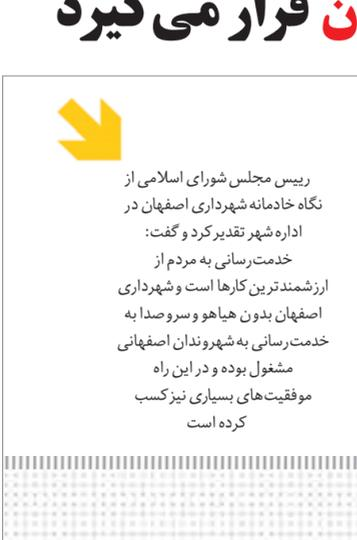 ن قرار می‌گیرد
رییس مجلس شورای اسلامی از
نگاه خادمانه شهرداری اصفهان در
اداره شهر تقدیر کرد و گفت:
خدمت‌رسانی به مردم از
ارزشمندترین کارها است و شهرداری
اصفهان بدون هیاهو و سروصدا به
خدمت‌رسانی به شهروندان اصفهانی
مشغول بوده و در این راه
موفقیت‌های بسیاری نیز کسب
کرده است